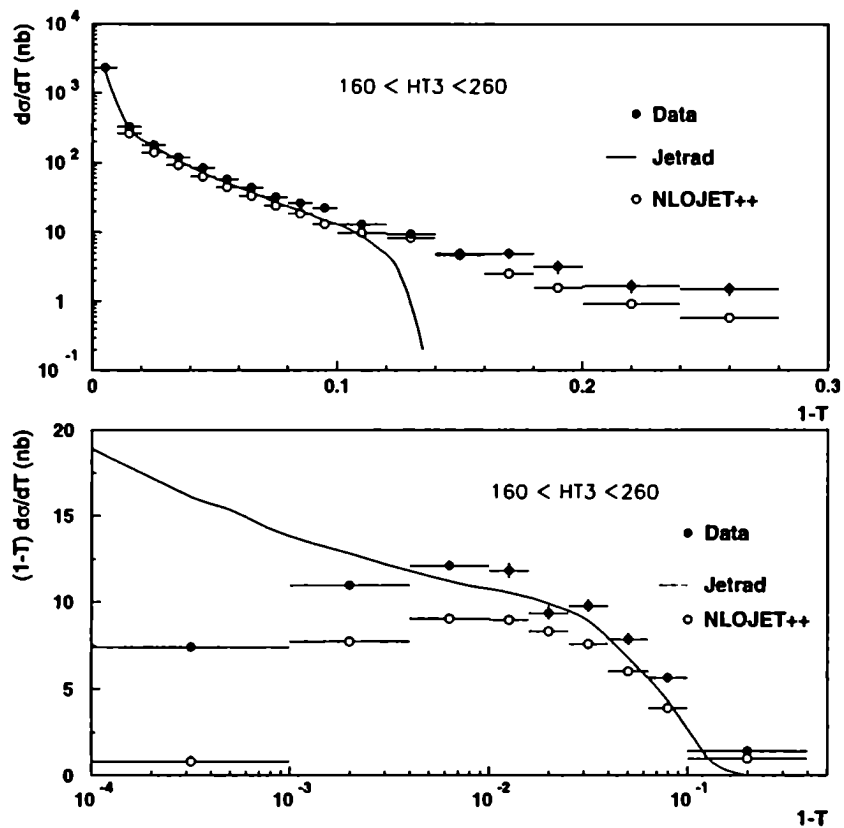 dσ/dT (nb)
10^4
10^3
10^2
10
1
10^-1
160 < HT3 <260
Data
Jetrad
NLOJET++
0
0.1
0.2
0.3
1-T
(1-T) dσ/dT (nb)
20
15
10
5
0
160 < HT3 <260
Data
Jetrad
NLOJET++
10^-4
10^-3
10^-2
10^-1
1-T